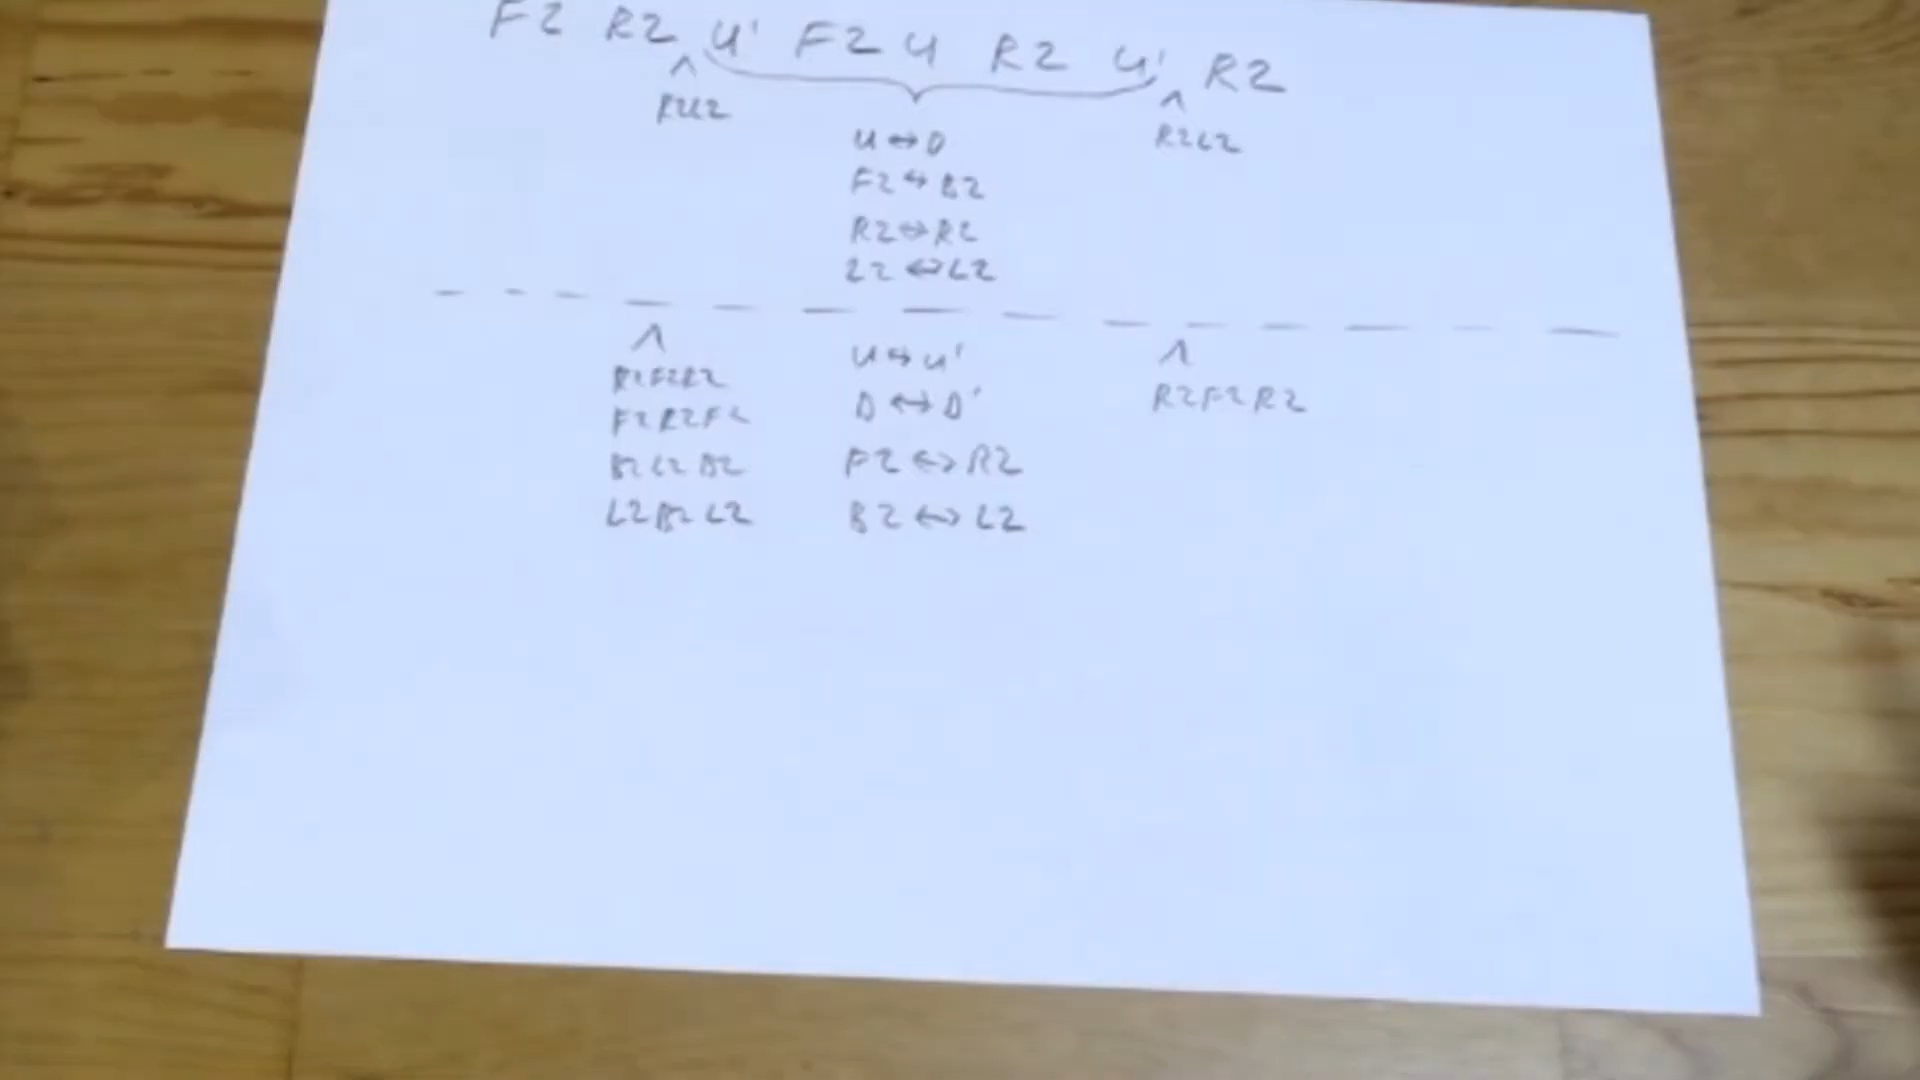 F2 R2 U' F2 U R2 U' R2
^ ^
R2L2 R2L2
U ↔ D
F2 ↔ B2
R2 ↔ R2
L2 ↔ L2
^ U ↔ U' ^
R2F2R2 D ↔ D' R2F2R2
F2R2F2
B2L2B2 F2 ↔ R2
L2B2L2 B2 ↔ L2